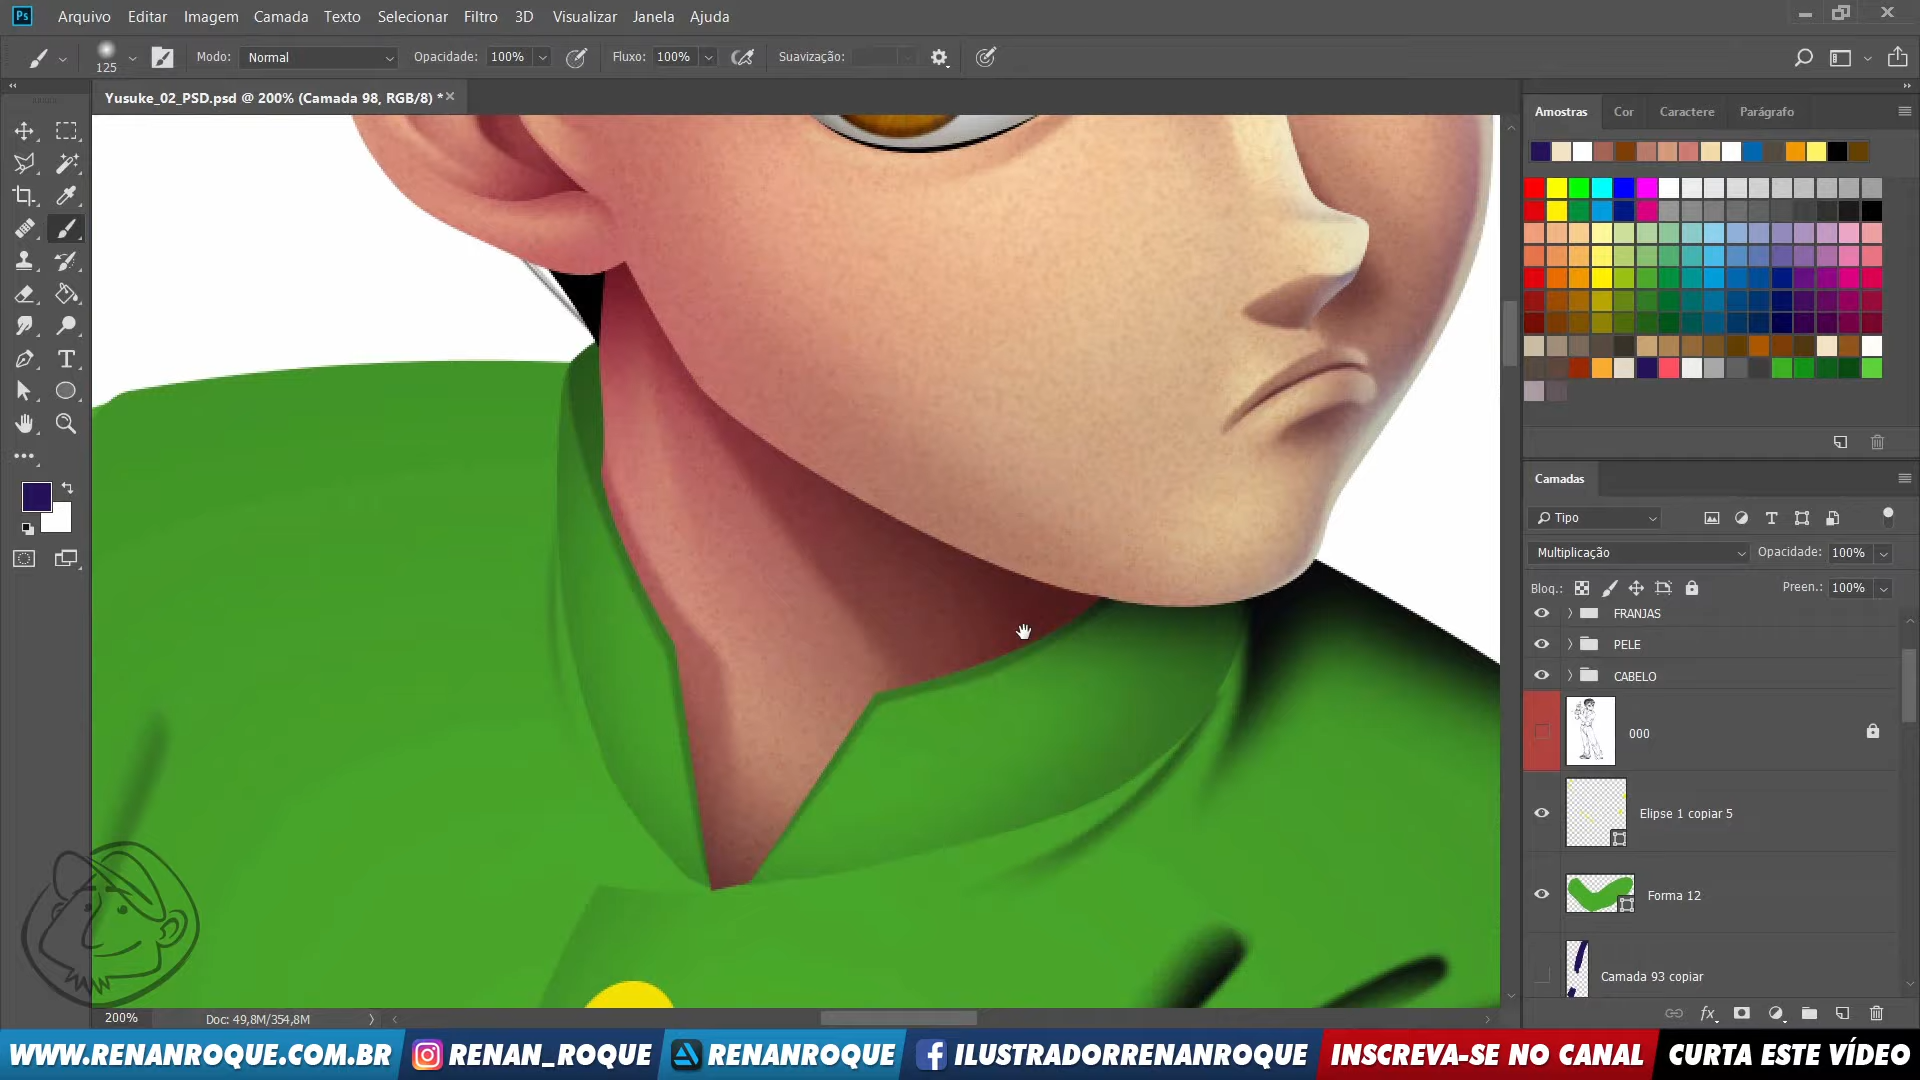 Arquivo Editar Imagem Camada Texto Selecionar Filtro 3D Visualizar Janela Ajuda
125 Modo: Normal Opacidade: 100% Fluxo: 100% Suavização:
Yusuke_02_PSD.psd @ 200% (Camada 98, RGB/8) *
Amostras Cor Caractere Parágrafo
Camadas
Tipo
Multiplicação Opacidade: 100%
Bloq.: Preen.: 100%
FRANJAS
PELE
CABELO
000
Elipse 1 copiar 5
Forma 12
Camada 93 copiar
200% Doc: 49,8M/354,8M
WWW.RENANROQUE.COM.BR RENAN_ROQUE RENANROQUE ILUSTRADORRENANROQUE INSCREVA-SE NO CANAL CURTA ESTE VÍDEO